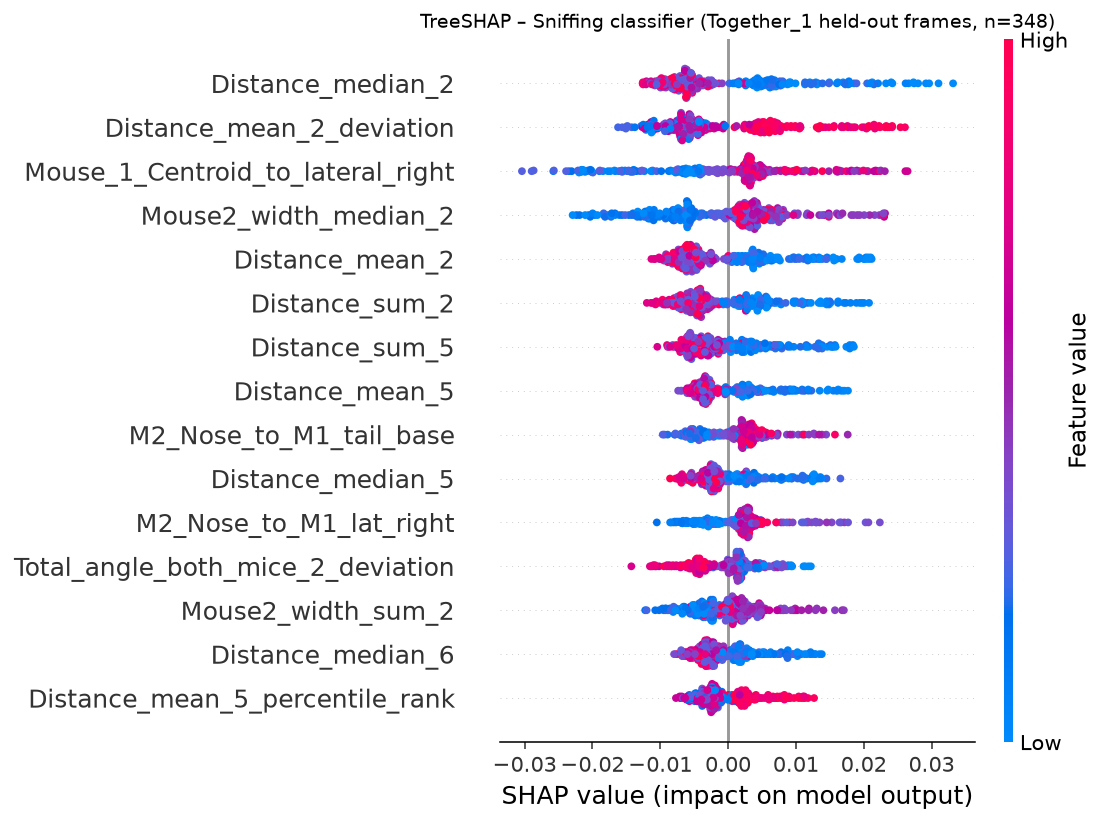 TreeSHAP – Sniffing classifier (Together_1 held-out frames, n=348)
High
Distance_median_2
Distance_mean_2_deviation
Mouse_1_Centroid_to_lateral_right
Mouse2_width_median_2
Distance_mean_2
Distance_sum_2
Distance_sum_5
Distance_mean_5
M2_Nose_to_M1_tail_base
Distance_median_5
M2_Nose_to_M1_lat_right
Total_angle_both_mice_2_deviation
Mouse2_width_sum_2
Distance_median_6
Distance_mean_5_percentile_rank
Feature value
Low
−0.03 −0.02 −0.01 0.00 0.01 0.02 0.03
SHAP value (impact on model output)